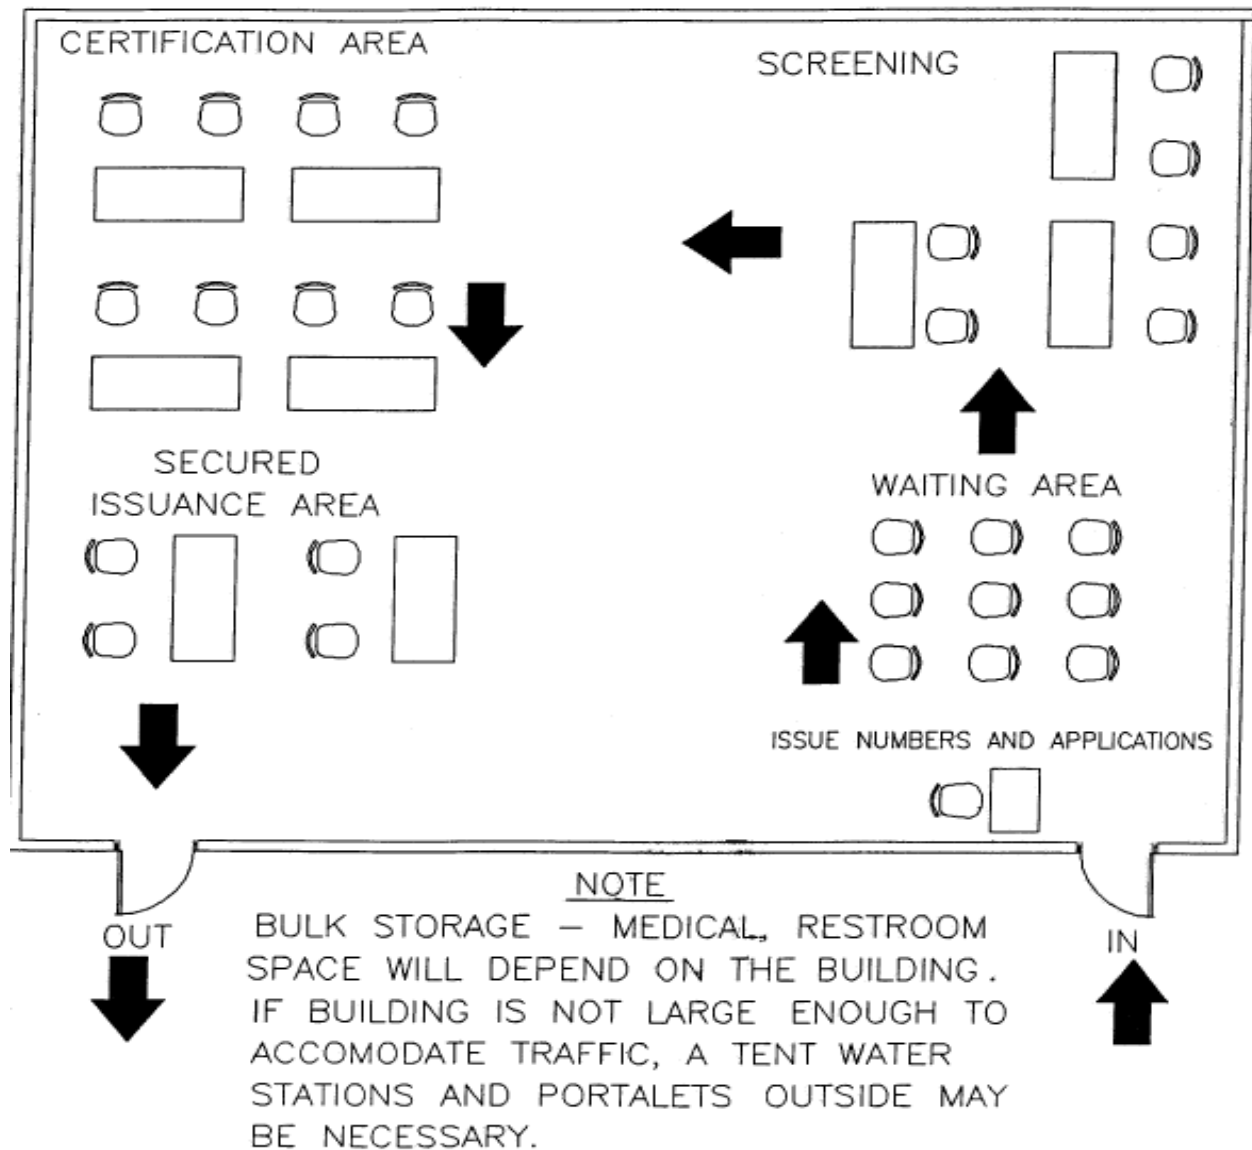 CERTIFICATION AREA
SCREENING
SECURED
ISSUANCE AREA
WAITING AREA
ISSUE NUMBERS AND APPLICATIONS
OUT
IN
NOTE
BULK STORAGE – MEDICAL, RESTROOM
SPACE WILL DEPEND ON THE BUILDING.
IF BUILDING IS NOT LARGE ENOUGH TO
ACCOMODATE TRAFFIC, A TENT WATER
STATIONS AND PORTALETS OUTSIDE MAY
BE NECESSARY.